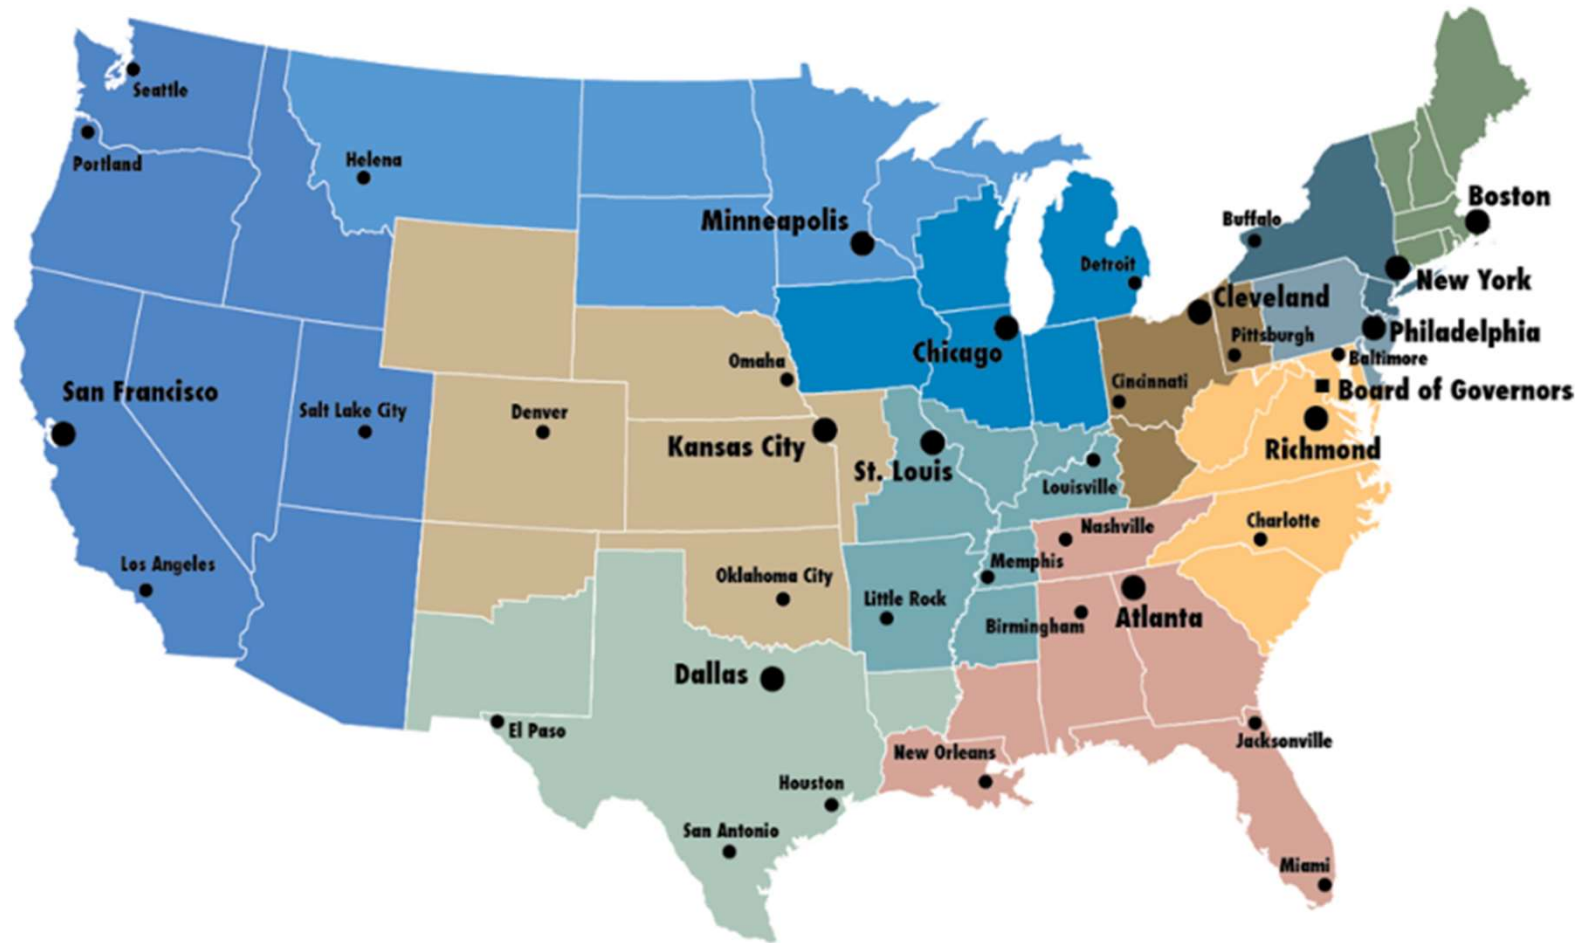 Seattle
Portland
Helena
Minneapolis
Boston
Buffalo
Detroit
New York
Cleveland
Philadelphia
Pittsburgh
Chicago
Baltimore
Omaha
Cincinnati
Board of Governors
San Francisco
Salt Lake City
Denver
Kansas City
St. Louis
Richmond
Louisville
Charlotte
Nashville
Los Angeles
Memphis
Oklahoma City
Little Rock
Birmingham
Atlanta
Dallas
El Paso
Jacksonville
New Orleans
Houston
San Antonio
Miami